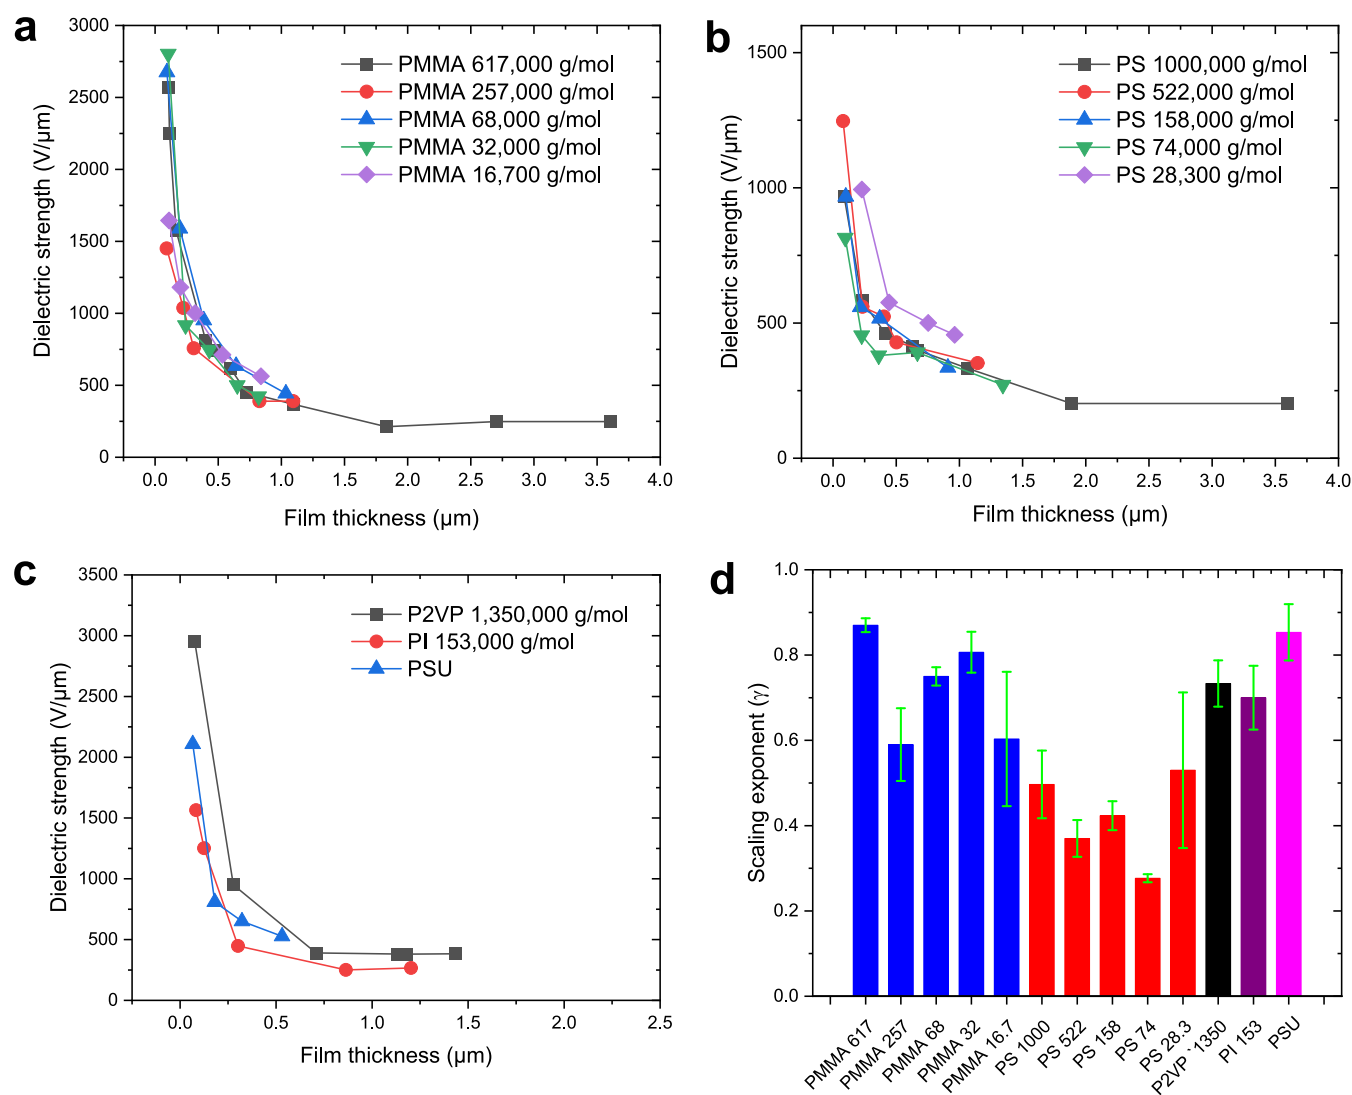 a
3000
2500
2000
1500
1000
500
0
Dielectric strength (V/μm)
PMMA 617,000 g/mol
PMMA 257,000 g/mol
PMMA 68,000 g/mol
PMMA 32,000 g/mol
PMMA 16,700 g/mol
0.0 0.5 1.0 1.5 2.0 2.5 3.0 3.5 4.0
Film thickness (μm)
b
1500
1000
500
0
Dielectric strength (V/μm)
PS 1000,000 g/mol
PS 522,000 g/mol
PS 158,000 g/mol
PS 74,000 g/mol
PS 28,300 g/mol
0.0 0.5 1.0 1.5 2.0 2.5 3.0 3.5 4.0
Film thickness (μm)
c
3500
3000
2500
2000
1500
1000
500
0
Dielectric strength (V/μm)
P2VP 1,350,000 g/mol
PI 153,000 g/mol
PSU
0.0 0.5 1.0 1.5 2.0 2.5
Film thickness (μm)
d
0.8
0.6
0.4
0.2
0.0
Scaling exponent (γ)
PMMA 617
PMMA 257
PMMA 68
PMMA 32
PMMA 16.7
PS 1000
PS 522
PS 158
PS 74
PS 28.3
P2VP `1350
PI 153
PSU